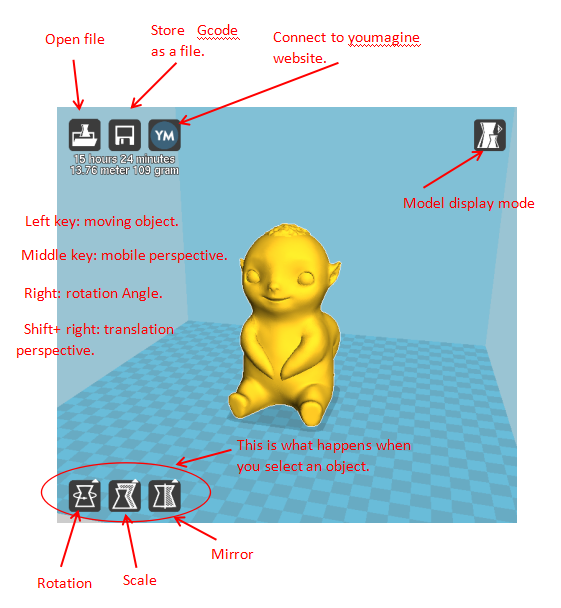 Open file
Store Gcode
as a file.
Connect to youmagine
website.
YM
15 hours 24 minutes
13.76 meter 109 gram
Model display mode
Left key: moving object.
Middle key: mobile perspective.
Right: rotation Angle.
Shift+ right: translation
perspective.
This is what happens when
you select an object.
Mirror
Rotation
Scale